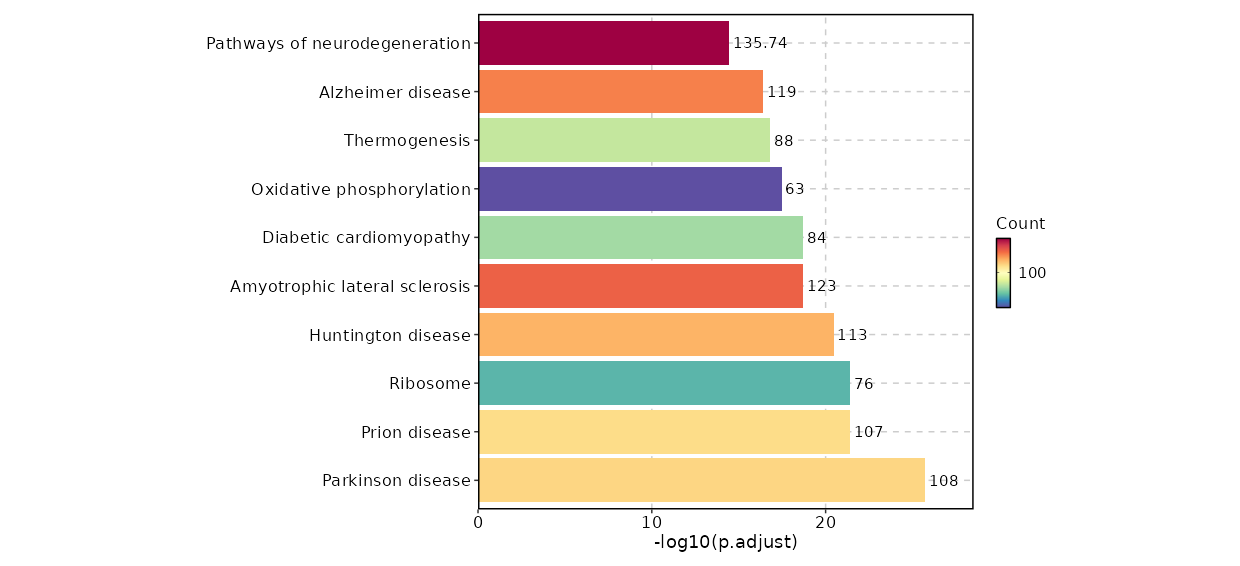 Pathways of neurodegeneration
135.74
Alzheimer disease
119
Thermogenesis
88
Oxidative phosphorylation
63
Diabetic cardiomyopathy
84
Amyotrophic lateral sclerosis
123
Huntington disease
113
Ribosome
76
Prion disease
107
Parkinson disease
108
0
10
20
-log10(p.adjust)
Count
100